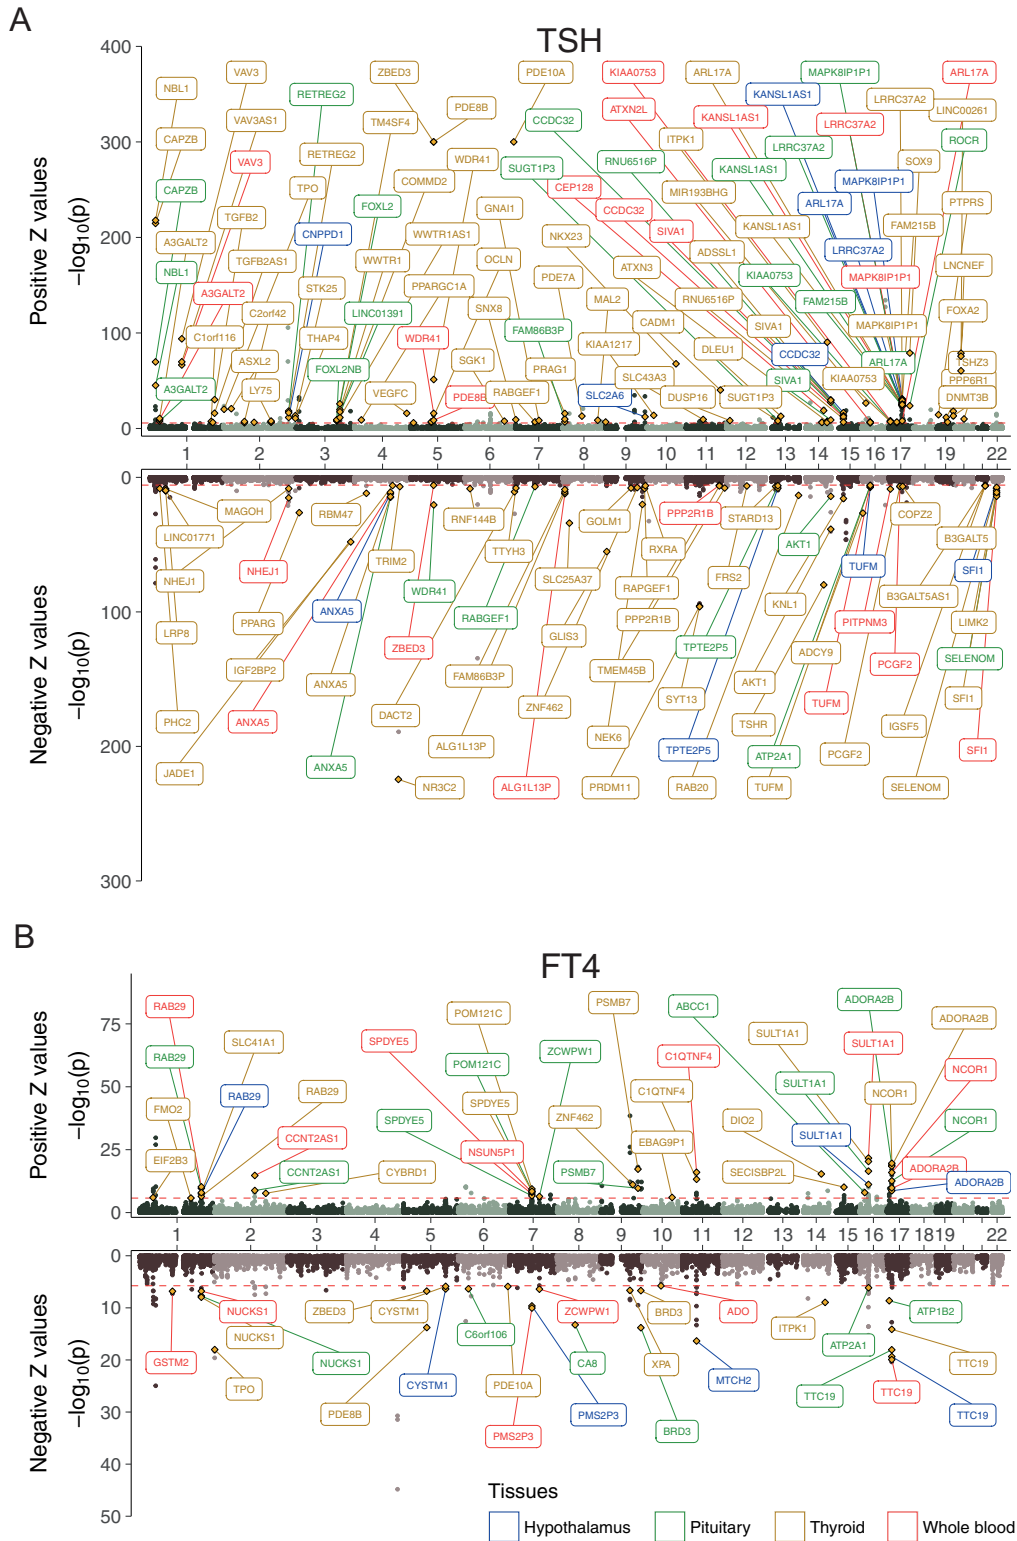 A
TSH
Positive Z values
−log10(p)
400
300
200
100
0
NBL1
VAV3
ZBED3
PDE10A
KIAA0753
ARL17A
MAPK8IP1P1
ARL17A
RETREG2
KANSL1AS1
LRRC37A2
PDE8B
ATXN2L
LINC00261
VAV3AS1
TM4SF4
CCDC32
KANSL1AS1
LRRC37A2
CAPZB
ITPK1
ROCR
RETREG2
LRRC37A2
VAV3
WDR41
SUGT1P3
RNU6516P
SOX9
KANSL1AS1
CAPZB
TPO
COMMD2
CEP128
MIR193BHG
MAPK8IP1P1
FOXL2
GNAI1
CCDC32
ARL17A
PTPRS
TGFB2
CNPPD1
WWTR1AS1
NKX23
SIVA1
KANSL1AS1
FAM215B
A3GALT2
TGFB2AS1
WWTR1
OCLN
ATXN3
ADSSL1
LRRC37A2
NBL1
PDE7A
KIAA0753
MAPK8IP1P1
LNCNEF
A3GALT2
STK25
PPARGC1A
MAL2
RNU6516P
FAM215B
C2orf42
LINC01391
SNX8
FAM86B3P
CADM1
SIVA1
MAPK8IP1P1
FOXA2
C1orf116
THAP4
WDR41
KIAA1217
DLEU1
CCDC32
ASXL2
FOXL2NB
SGK1
PRAG1
SLC43A3
SIVA1
ARL17A
TSHZ3
A3GALT2
LY75
VEGFC
PDE8B
RABGEF1
SLC2A6
DUSP16
SUGT1P3
KIAA0753
PPP6R1
DNMT3B
1 2 3 4 5 6 7 8 9 10 11 12 13 14 15 16 17 19 22
Negative Z values
−log10(p)
0
100
200
300
MAGOH
RBM47
RNF144B
GOLM1
PPP2R1B
STARD13
COPZ2
LINC01771
TRIM2
TTYH3
RXRA
AKT1
B3GALT5
NHEJ1
NHEJ1
SLC25A37
FRS2
TUFM
SFI1
ANXA5
WDR41
RABGEF1
RAPGEF1
KNL1
B3GALT5AS1
PPARG
PPP2R1B
PITPNM3
LIMK2
LRP8
ZBED3
GLIS3
TPTE2P5
ADCY9
PCGF2
SELENOM
IGF2BP2
FAM86B3P
TMEM45B
AKT1
ANXA5
SYT13
TUFM
SFI1
PHC2
ANXA5
DACT2
ZNF462
TSHR
IGSF5
ALG1L13P
NEK6
TPTE2P5
ATP2A1
PCGF2
SFI1
JADE1
ANXA5
NR3C2
ALG1L13P
PRDM11
RAB20
TUFM
SELENOM
B
FT4
Positive Z values
−log10(p)
75
50
25
0
RAB29
SLC41A1
POM121C
PSMB7
ABCC1
SULT1A1
ADORA2B
ADORA2B
SPDYE5
SULT1A1
RAB29
POM121C
ZCWPW1
C1QTNF4
NCOR1
RAB29
RAB29
SULT1A1
NCOR1
FMO2
SPDYE5
SPDYE5
ZNF462
C1QTNF4
DIO2
NCOR1
CCNT2AS1
NSUN5P1
EBAG9P1
SULT1A1
EIF2B3
CCNT2AS1
CYBRD1
PSMB7
SECISBP2L
ADORA2B
ADORA2B
1 2 3 4 5 6 7 8 9 10 11 12 13 14 15 16 17 18 19 22
Negative Z values
−log10(p)
0
10
20
30
40
50
NUCKS1
ZBED3
CYSTM1
ZCWPW1
BRD3
ADO
ITPK1
ATP1B2
NUCKS1
C6orf106
ATP2A1
GSTM2
NUCKS1
CA8
XPA
TTC19
TPO
CYSTM1
PDE10A
MTCH2
TTC19
TTC19
PDE8B
PMS2P3
PMS2P3
BRD3
TTC19
Tissues
Hypothalamus
Pituitary
Thyroid
Whole blood